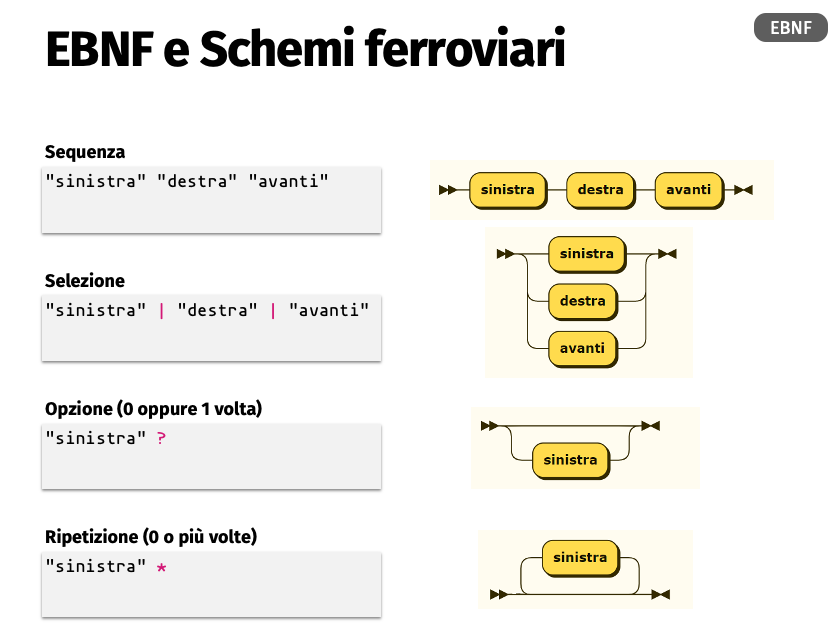 EBNF
EBNF e Schemi ferroviari
Sequenza
"sinistra" "destra" "avanti"
sinistra destra avanti
Selezione
"sinistra" | "destra" | "avanti"
sinistra
destra
avanti
Opzione (0 oppure 1 volta)
"sinistra" ?
sinistra
Ripetizione (0 o più volte)
"sinistra" *
sinistra